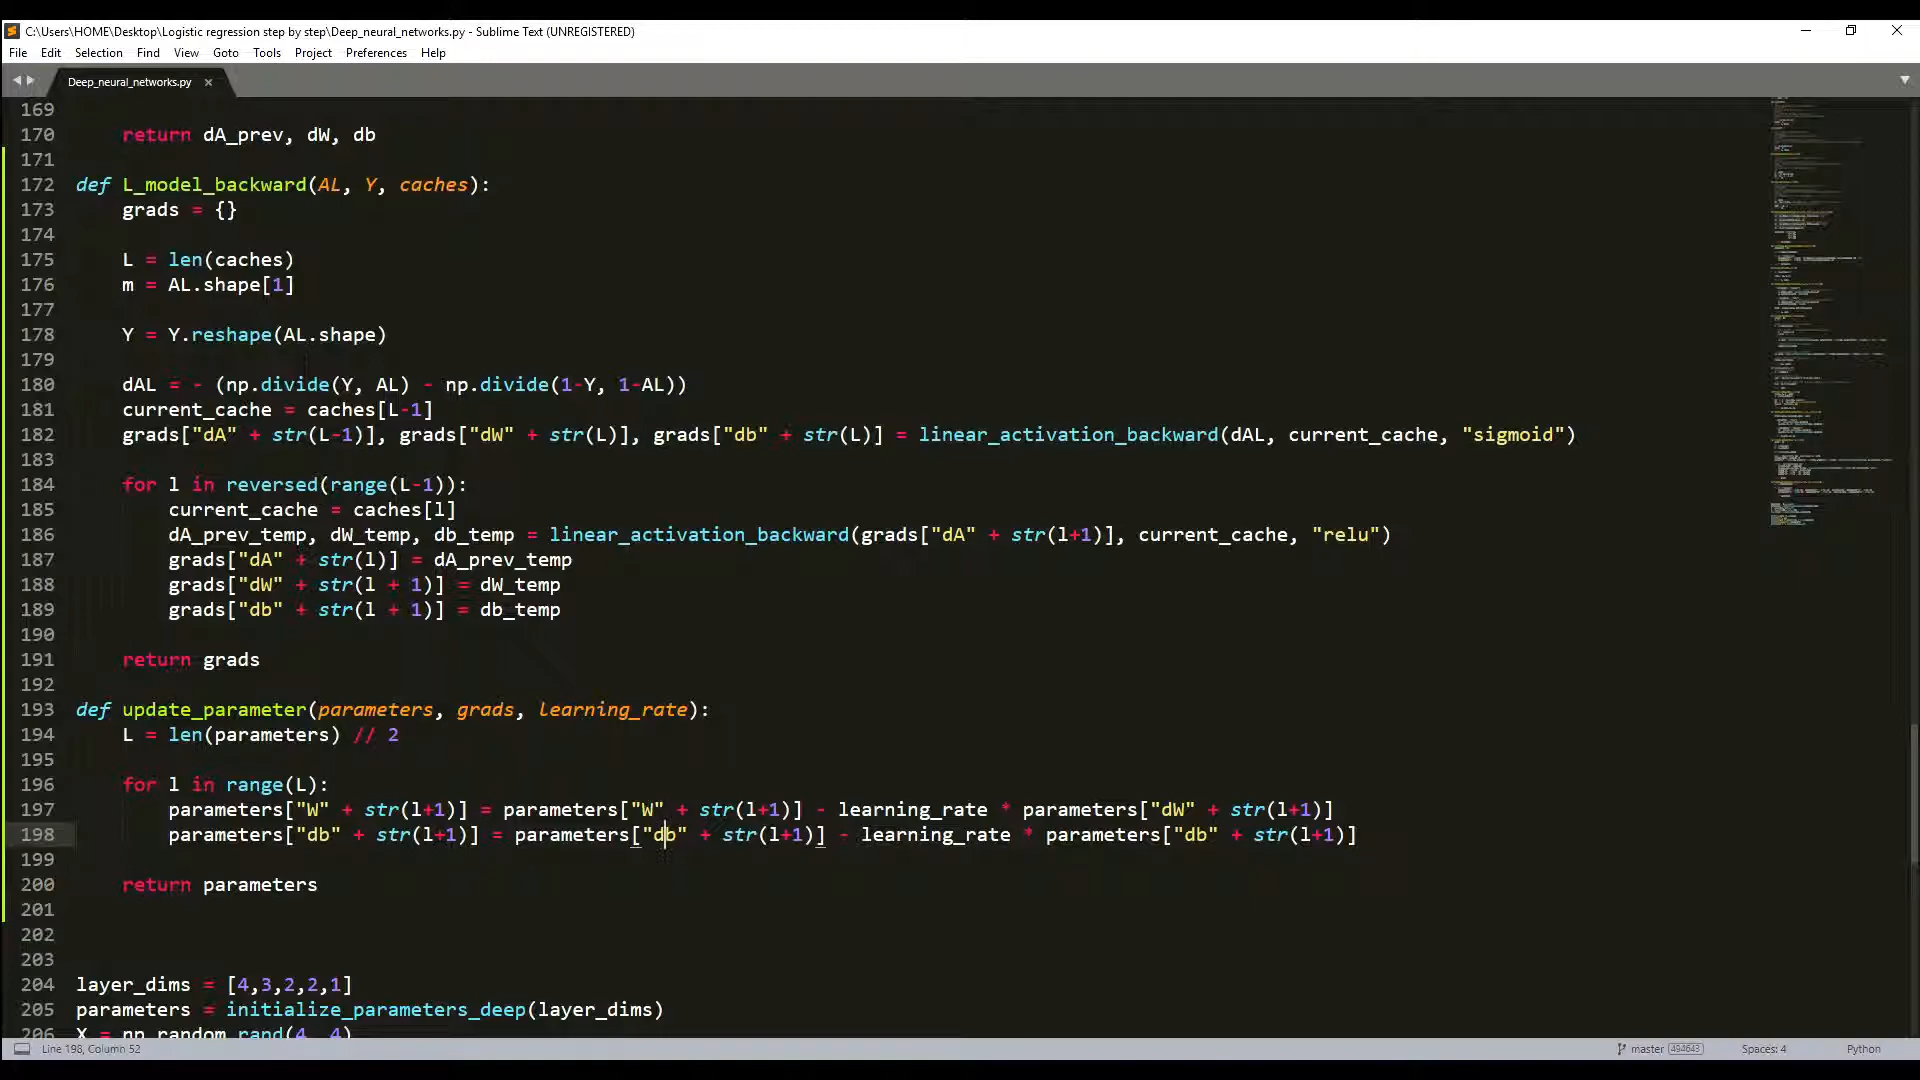 C:\Users\HOME\Desktop\Logistic regression step by step\Deep_neural_networks.py - Sublime Text (UNREGISTERED)
File Edit Selection Find View Goto Tools Project Preferences Help
Deep_neural_networks.py
169
170     return dA_prev, dW, db
171
172 def L_model_backward(AL, Y, caches):
173     grads = {}
174
175     L = len(caches)
176     m = AL.shape[1]
177
178     Y = Y.reshape(AL.shape)
179
180     dAL = - (np.divide(Y, AL) - np.divide(1-Y, 1-AL))
181     current_cache = caches[L-1]
182     grads["dA" + str(L-1)], grads["dW" + str(L)], grads["db" + str(L)] = linear_activation_backward(dAL, current_cache, "sigmoid")
183
184     for l in reversed(range(L-1)):
185         current_cache = caches[l]
186         dA_prev_temp, dW_temp, db_temp = linear_activation_backward(grads["dA" + str(l+1)], current_cache, "relu")
187         grads["dA" + str(l)] = dA_prev_temp
188         grads["dW" + str(l + 1)] = dW_temp
189         grads["db" + str(l + 1)] = db_temp
190
191     return grads
192
193 def update_parameter(parameters, grads, learning_rate):
194     L = len(parameters) // 2
195
196     for l in range(L):
197         parameters["W" + str(l+1)] = parameters["W" + str(l+1)] - learning_rate * parameters["dW" + str(l+1)]
198         parameters["db" + str(l+1)] = parameters["db" + str(l+1)] - learning_rate * parameters["db" + str(l+1)]
199
200     return parameters
201
202
203
204 layer_dims = [4,3,2,2,1]
205 parameters = initialize_parameters_deep(layer_dims)
206 X = np.random.rand(4, 4)
Line 198, Column 52 master 494643 Spaces: 4 Python